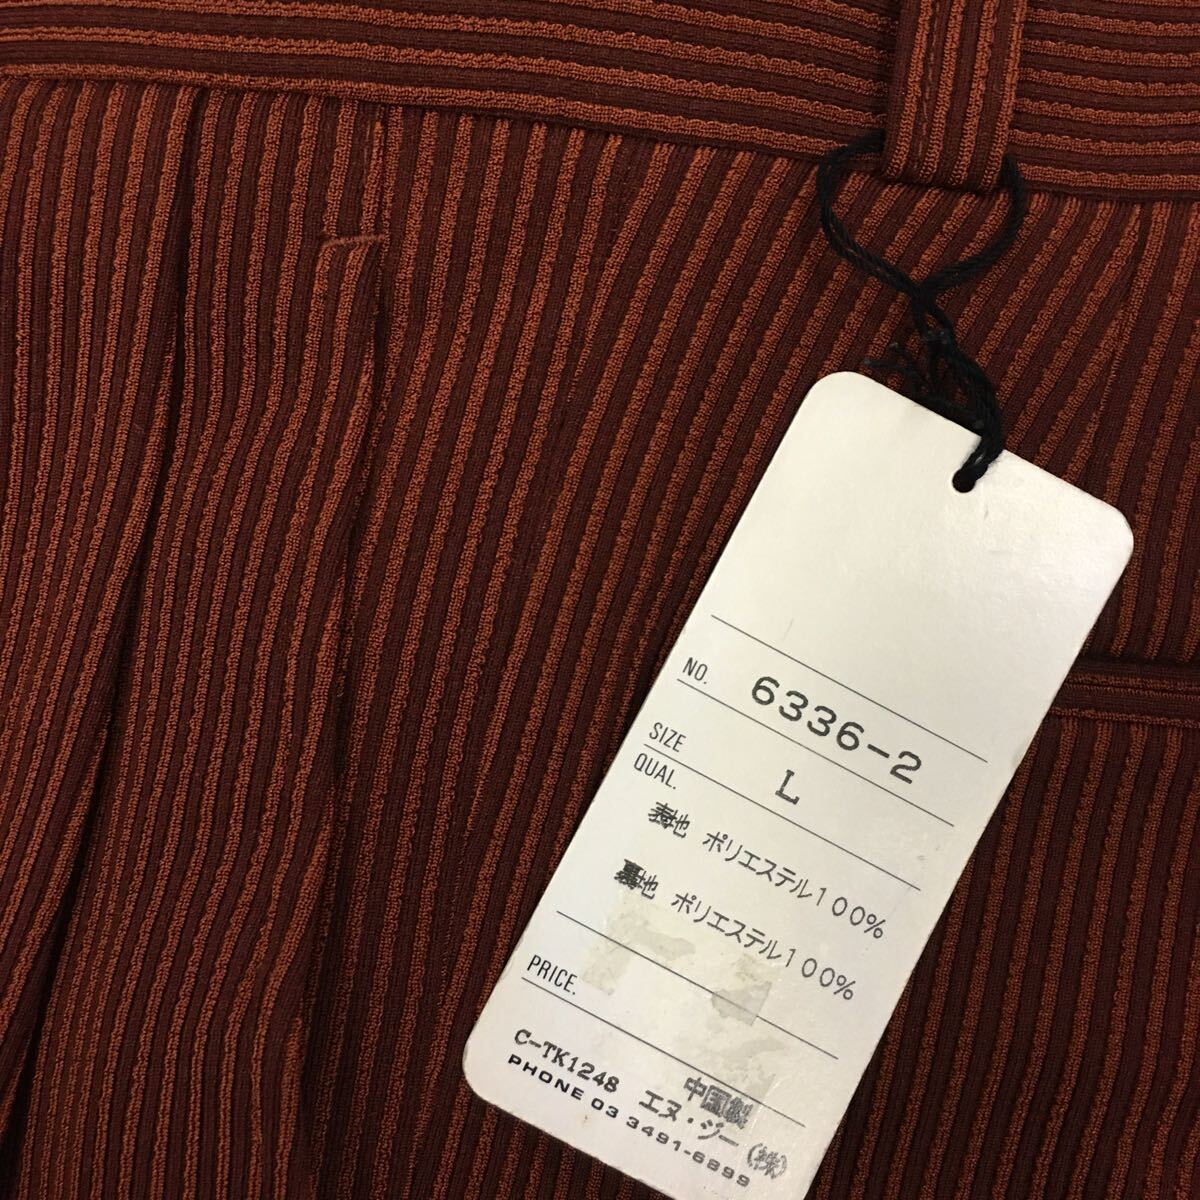 NO. 6336-2
SIZE L
QUAL.
表地 ポリエステル100%
裏地 ポリエステル100%
PRICE.
中国製
C-TK1248 エヌ・ジー(株)
PHONE 03 3491-6899